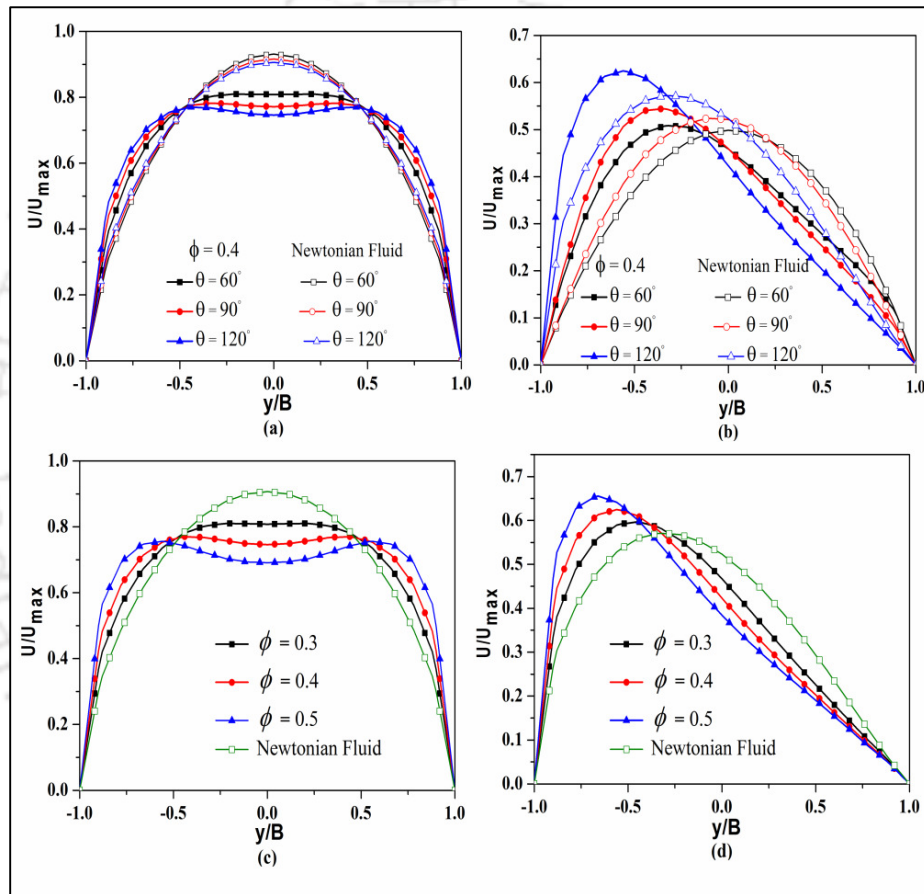 1.0
0.8
0.6
0.4
0.2
0.0
U/Umax
ϕ = 0.4 Newtonian Fluid
θ = 60° θ = 60°
θ = 90° θ = 90°
θ = 120° θ = 120°
-1.0 -0.5 0.0 0.5 1.0
y/B
(a)
0.7
0.6
0.5
0.4
0.3
0.2
0.1
0.0
U/Umax
ϕ = 0.4 Newtonian Fluid
θ = 60° θ = 60°
θ = 90° θ = 90°
θ = 120° θ = 120°
-1.0 -0.5 0.0 0.5 1.0
y/B
(b)
1.0
0.8
0.6
0.4
0.2
0.0
U/Umax
ϕ = 0.3
ϕ = 0.4
ϕ = 0.5
Newtonian Fluid
-1.0 -0.5 0.0 0.5 1.0
y/B
(c)
0.7
0.6
0.5
0.4
0.3
0.2
0.1
0.0
U/Umax
ϕ = 0.3
ϕ = 0.4
ϕ = 0.5
Newtonian Fluid
-1.0 -0.5 0.0 0.5 1.0
y/B
(d)